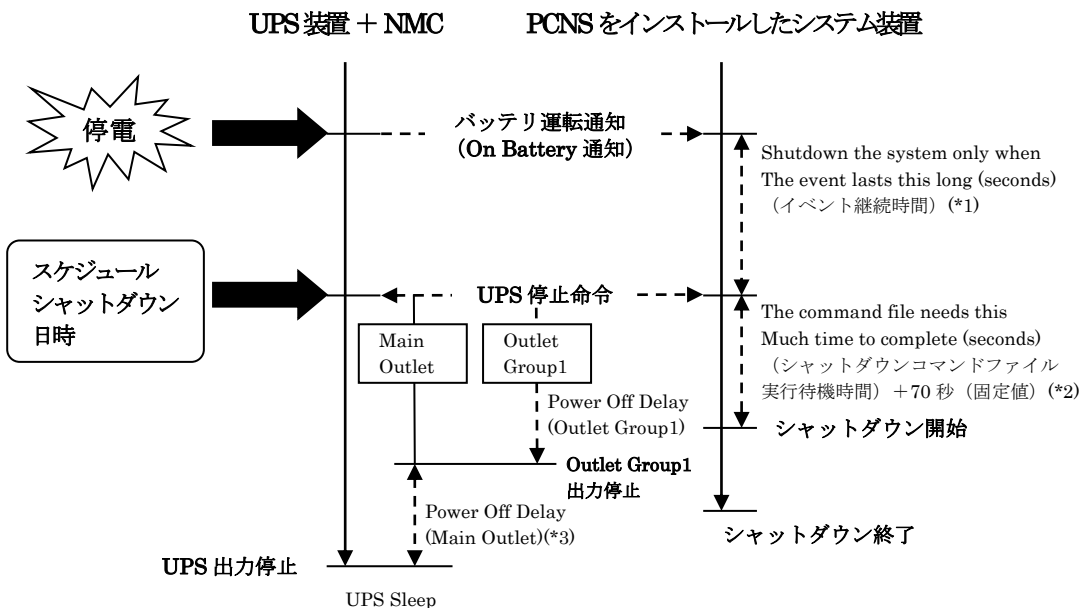 UPS 装置 + NMC
PCNS をインストールしたシステム装置
停電
バッテリ運転通知
（On Battery 通知）
Shutdown the system only when
The event lasts this long (seconds)
（イベント継続時間）(*1)
スケジュール
シャットダウン
日時
UPS 停止命令
Main
Outlet
Outlet
Group1
The command file needs this
Much time to complete (seconds)
（シャットダウンコマンドファイル
実行待機時間）＋70 秒（固定値）(*2)
Power Off Delay
(Outlet Group1)
シャットダウン開始
Outlet Group1
出力停止
Power Off Delay
(Main Outlet)(*3)
シャットダウン終了
UPS 出力停止
UPS Sleep